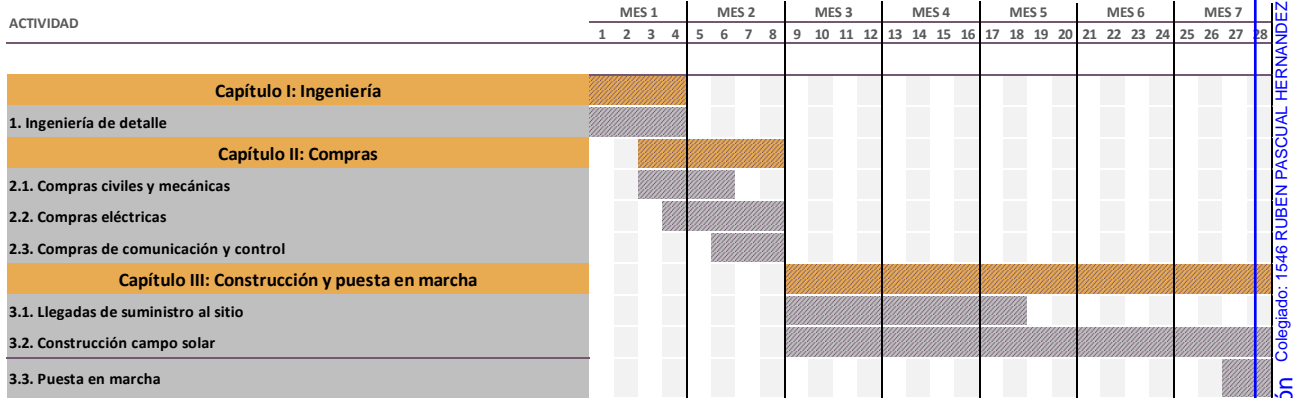 ACTIVIDAD
MES 1 MES 2 MES 3 MES 4 MES 5 MES 6 MES 7
1 2 3 4 5 6 7 8 9 10 11 12 13 14 15 16 17 18 19 20 21 22 23 24 25 26 27 28
Capítulo I: Ingeniería
1. Ingeniería de detalle
Capítulo II: Compras
2.1. Compras civiles y mecánicas
2.2. Compras eléctricas
2.3. Compras de comunicación y control
Capítulo III: Construcción y puesta en marcha
3.1. Llegadas de suministro al sitio
3.2. Construcción campo solar
3.3. Puesta en marcha
Colegiado: 1546 RUBEN PASCUAL HERNANDEZ